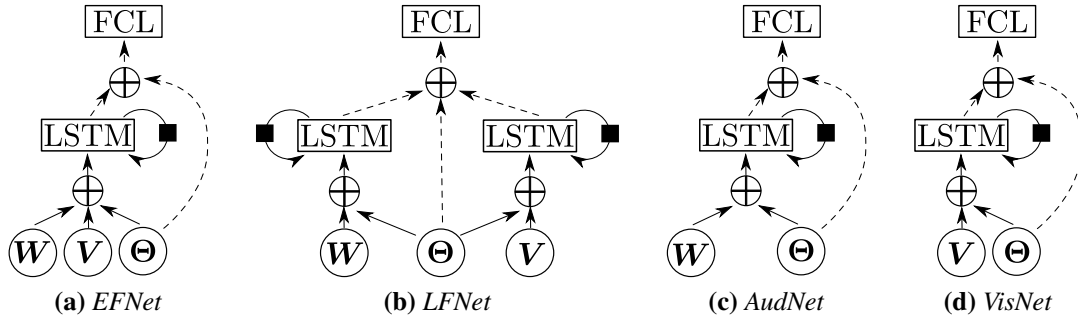 FCL FCL FCL FCL
LSTM LSTM LSTM LSTM LSTM
W V Θ W Θ V W Θ V Θ
(a) EFNet (b) LFNet (c) AudNet (d) VisNet